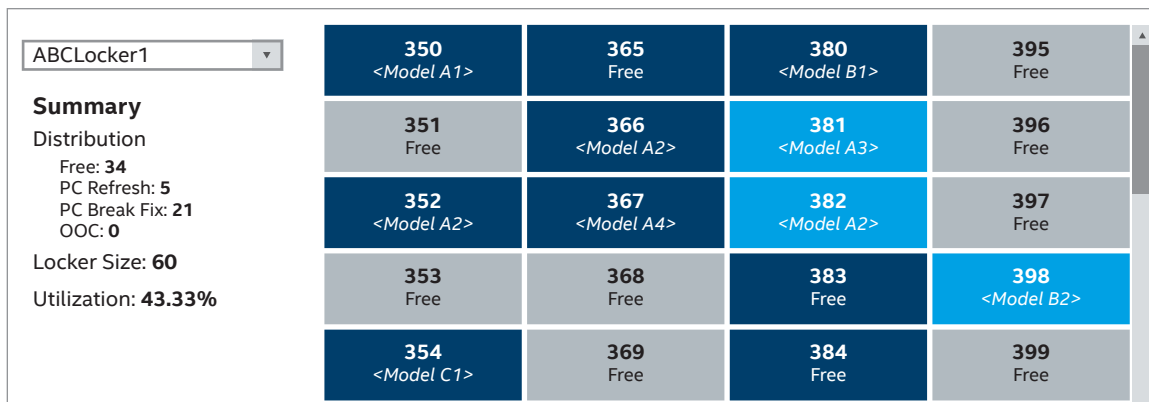 ABCLocker1
Summary
Distribution
Free: 34
PC Refresh: 5
PC Break Fix: 21
OOC: 0
Locker Size: 60
Utilization: 43.33%
350 365 380 395
<Model A1> Free <Model B1> Free
351 366 381 396
Free <Model A2> <Model A3> Free
352 367 382 397
<Model A2> <Model A4> <Model A2> Free
353 368 383 398
Free Free Free <Model B2>
354 369 384 399
<Model C1> Free Free Free